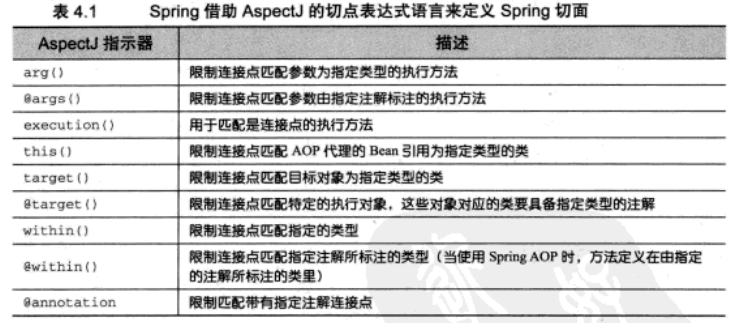 表 4.1 Spring 借助 AspectJ 的切点表达式语言来定义 Spring 切面
AspectJ 指示器 描述
arg() 限制连接点匹配参数为指定类型的执行方法
@args() 限制连接点匹配参数由指定注解标注的执行方法
execution() 用于匹配是连接点的执行方法
this() 限制连接点匹配 AOP 代理的 Bean 引用为指定类型的类
target() 限制连接点匹配目标对象为指定类型的类
@target() 限制连接点匹配特定的执行对象，这些对象对应的类要具备指定类型的注解
within() 限制连接点匹配指定的类型
@within() 限制连接点匹配指定注解所标注的类型（当使用 Spring AOP 时，方法定义在由指定
的注解所标注的类里）
@annotation 限制匹配带有指定注解连接点